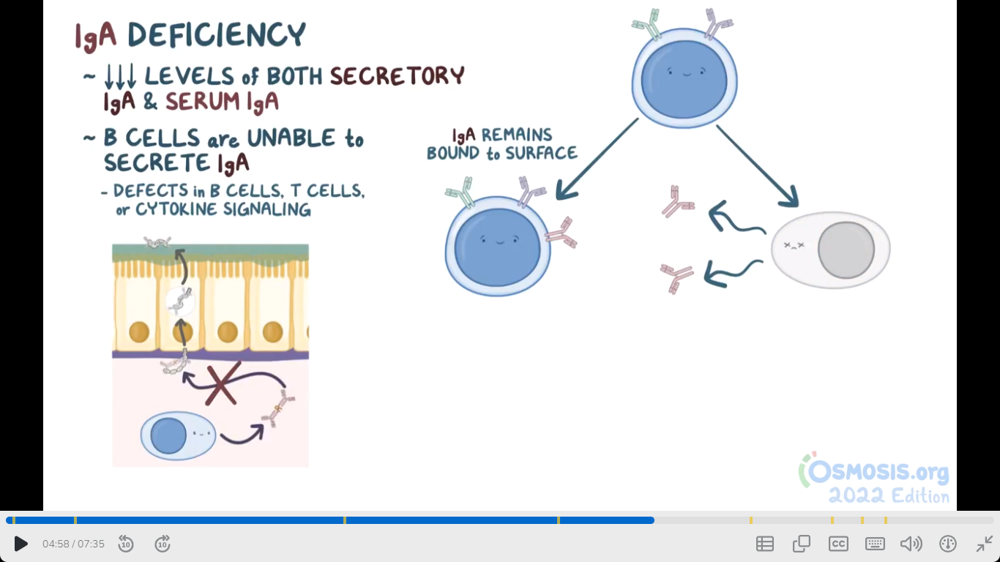 IgA DEFICIENCY
~ ↓↓↓ LEVELS of BOTH SECRETORY
IgA & SERUM IgA
~ B CELLS are UNABLE to
SECRETE IgA
- DEFECTS in B CELLS, T CELLS,
or CYTOKINE SIGNALING
IgA REMAINS
BOUND to SURFACE
OSMOSIS.org
2022 Edition
04:58 / 07:35
10
10
CC